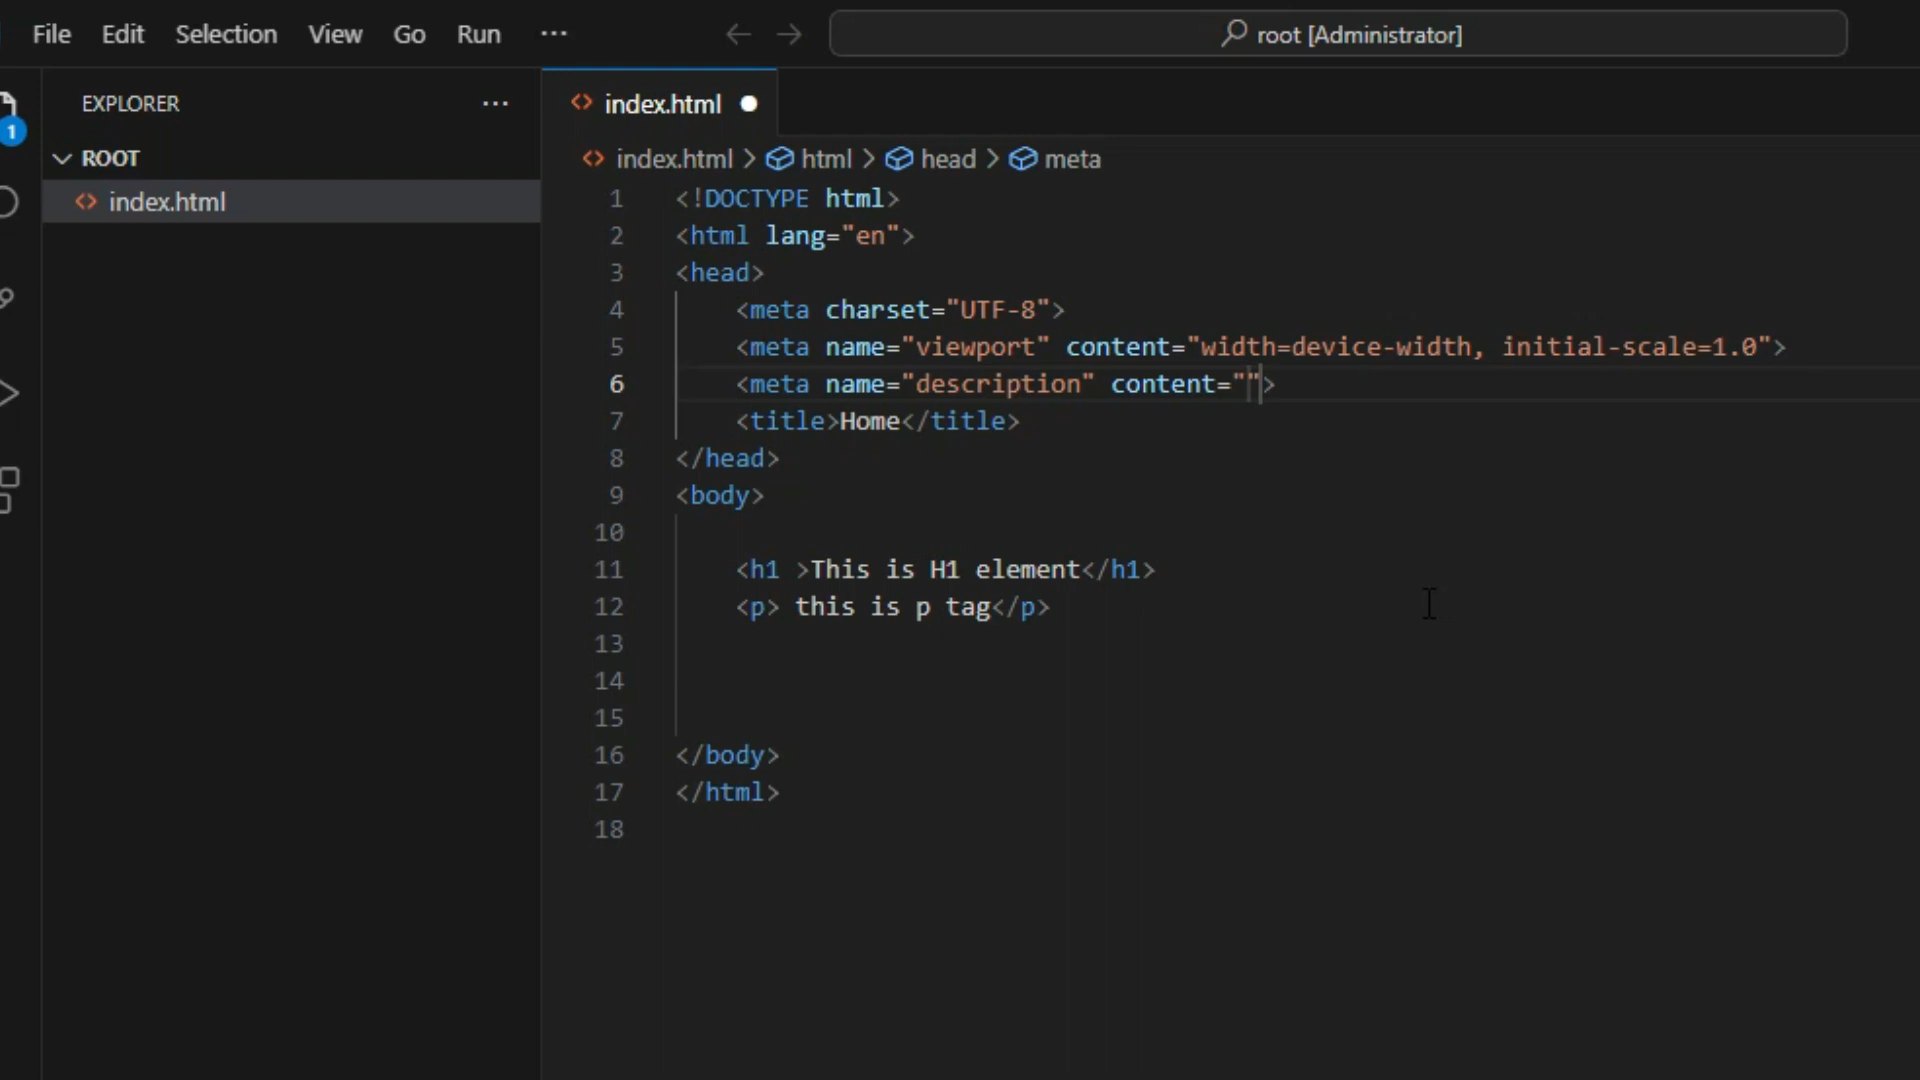 File Edit Selection View Go Run ··· root [Administrator]
EXPLORER ···
1
ROOT
index.html
index.html
index.html > html > head > meta
1 <!DOCTYPE html>
2 <html lang="en">
3 <head>
4 <meta charset="UTF-8">
5 <meta name="viewport" content="width=device-width, initial-scale=1.0">
6 <meta name="description" content="">
7 <title>Home</title>
8 </head>
9 <body>
10
11 <h1 >This is H1 element</h1>
12 <p> this is p tag</p>
13
14
15
16 </body>
17 </html>
18